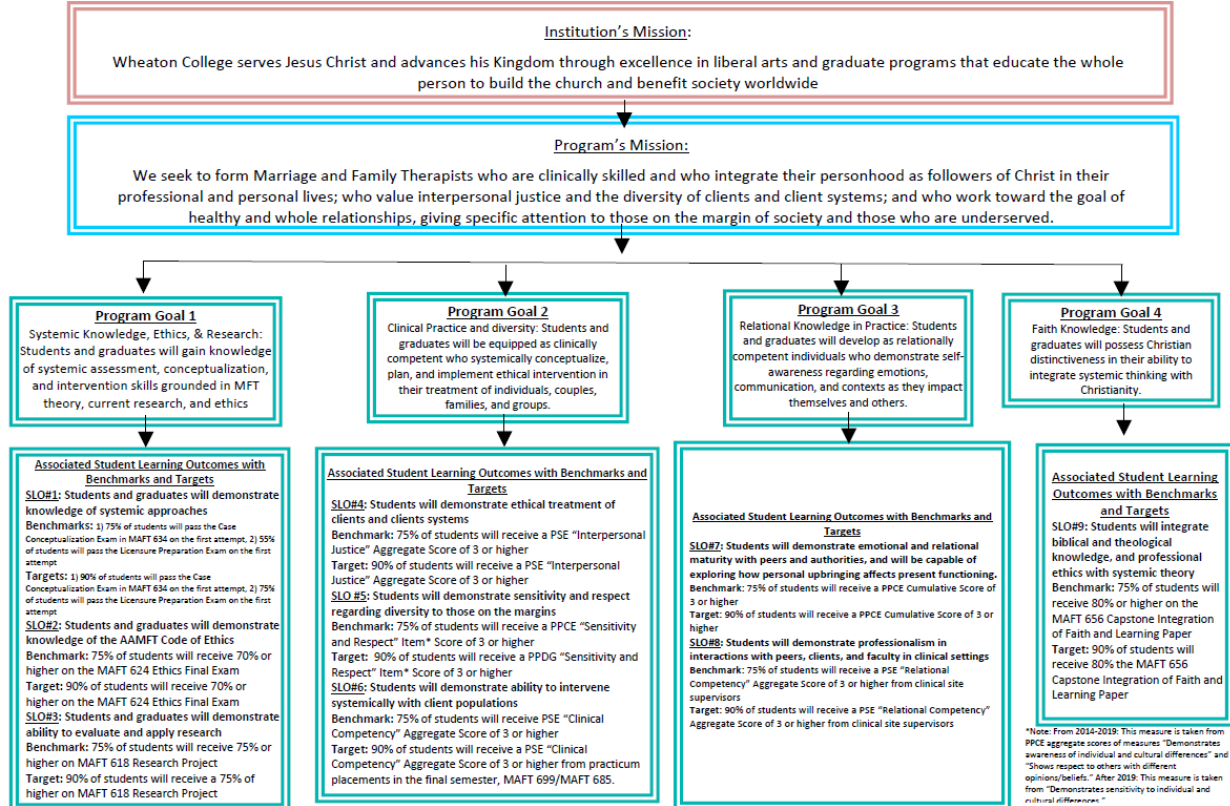 Institution's Mission:
Wheaton College serves Jesus Christ and advances his Kingdom through excellence in liberal arts and graduate programs that educate the whole
person to build the church and benefit society worldwide
Program's Mission:
We seek to form Marriage and Family Therapists who are clinically skilled and who integrate their personhood as followers of Christ in their
professional and personal lives; who value interpersonal justice and the diversity of clients and client systems; and who work toward the goal of
healthy and whole relationships, giving specific attention to those on the margin of society and those who are underserved.
Program Goal 1
Systemic Knowledge, Ethics, & Research:
Students and graduates will gain knowledge
of systemic assessment, conceptualization,
and intervention skills grounded in MFT
theory, current research, and ethics
Program Goal 2
Clinical Practice and diversity: Students and
graduates will be equipped as clinically
competent who systemically conceptualize,
plan, and implement ethical intervention in
their treatment of individuals, couples,
families, and groups.
Program Goal 3
Relational Knowledge in Practice: Students
and graduates will develop as relationally
competent individuals who demonstrate self-
awareness regarding emotions,
communication, and contexts as they impact
themselves and others.
Program Goal 4
Faith Knowledge: Students and
graduates will possess Christian
distinctiveness in their ability to
integrate systemic thinking with
Christianity.
Associated Student Learning Outcomes with
Benchmarks and Targets
SLO#1: Students and graduates will demonstrate
knowledge of systemic approaches
Benchmarks: 1) 75% of students will pass the Case
Conceptualization Exam in MAFT 634 on the first attempt, 2) 55%
of students will pass the Licensure Preparation Exam on the first
attempt
Targets: 1) 90% of students will pass the Case
Conceptualization Exam in MAFT 634 on the first attempt, 2) 75%
of students will pass the Licensure Preparation Exam on the first
attempt
SLO#2: Students and graduates will demonstrate
knowledge of the AAMFT Code of Ethics
Benchmark: 75% of students will receive 70% or
higher on the MAFT 624 Ethics Final Exam
Target: 90% of students will receive 70% or
higher on the MAFT 624 Ethics Final Exam
SLO#3: Students and graduates will demonstrate
ability to evaluate and apply research
Benchmark: 75% of students will receive 75% or
higher on MAFT 618 Research Project
Target: 90% of students will receive a 75% of
higher on MAFT 618 Research Project
Associated Student Learning Outcomes with Benchmarks and
Targets
SLO#4: Students will demonstrate ethical treatment of
clients and clients systems
Benchmark: 75% of students will receive a PSE "Interpersonal
Justice" Aggregate Score of 3 or higher
Target: 90% of students will receive a PSE "Interpersonal
Justice" Aggregate Score of 3 or higher
SLO #5: Students will demonstrate sensitivity and respect
regarding diversity to those on the margins
Benchmark: 75% of students will receive a PPCE "Sensitivity
and Respect" Item* Score of 3 or higher
Target: 90% of students will receive a PPDG "Sensitivity and
Respect" Item* Score of 3 or higher
SLO#6: Students will demonstrate ability to intervene
systemically with client populations
Benchmark: 75% of students will receive PSE "Clinical
Competency" Aggregate Score of 3 or higher
Target: 90% of students will receive a PSE "Clinical
Competency" Aggregate Score of 3 or higher from practicum
placements in the final semester, MAFT 699/MAFT 685.
Associated Student Learning Outcomes with Benchmarks and
Targets
SLO#7: Students will demonstrate emotional and relational
maturity with peers and authorities, and will be capable of
exploring how personal upbringing affects present functioning.
Benchmark: 75% of students will receive a PPCE Cumulative Score of
3 or higher
Target: 90% of students will receive a PPCE Cumulative Score of 3 or
higher
SLO#8: Students will demonstrate professionalism in
interactions with peers, clients, and faculty in clinical settings
Benchmark: 75% of students will receive a PSE "Relational
Competency" Aggregate Score of 3 or higher from clinical site
supervisors
Target: 90% of students will receive a PSE "Relational Competency"
Aggregate Score of 3 or higher from clinical site supervisors
Associated Student Learning
Outcomes with Benchmarks
and Targets
SLO#9: Students will integrate
biblical and theological
knowledge, and professional
ethics with systemic theory
Benchmark: 75% of students will
receive 80% or higher on the
MAFT 656 Capstone Integration
of Faith and Learning Paper
Target: 90% of students will
receive 80% the MAFT 656
Capstone Integration of Faith and
Learning Paper
*Note: From 2014-2019: This measure is taken from
PPCE aggregate scores of measures "Demonstrates
awareness of individual and cultural differences" and
"Shows respect to others with different
opinions/beliefs." After 2019: This measure is taken
from "Demonstrates sensitivity to individual and
cultural differences."